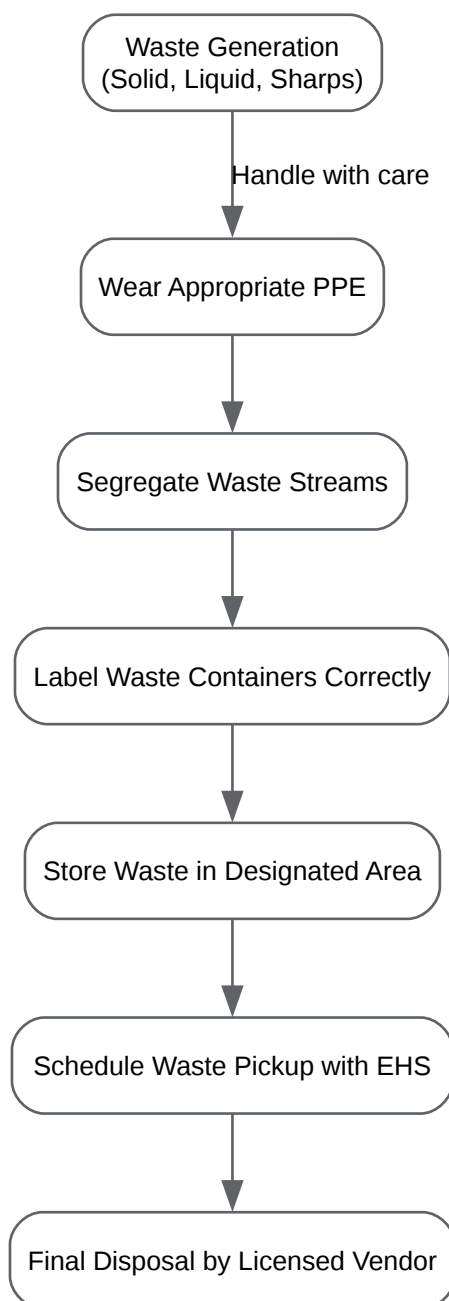 Waste Generation
(Solid, Liquid, Sharps)
Handle with care
Wear Appropriate PPE
Segregate Waste Streams
Label Waste Containers Correctly
Store Waste in Designated Area
Schedule Waste Pickup with EHS
Final Disposal by Licensed Vendor